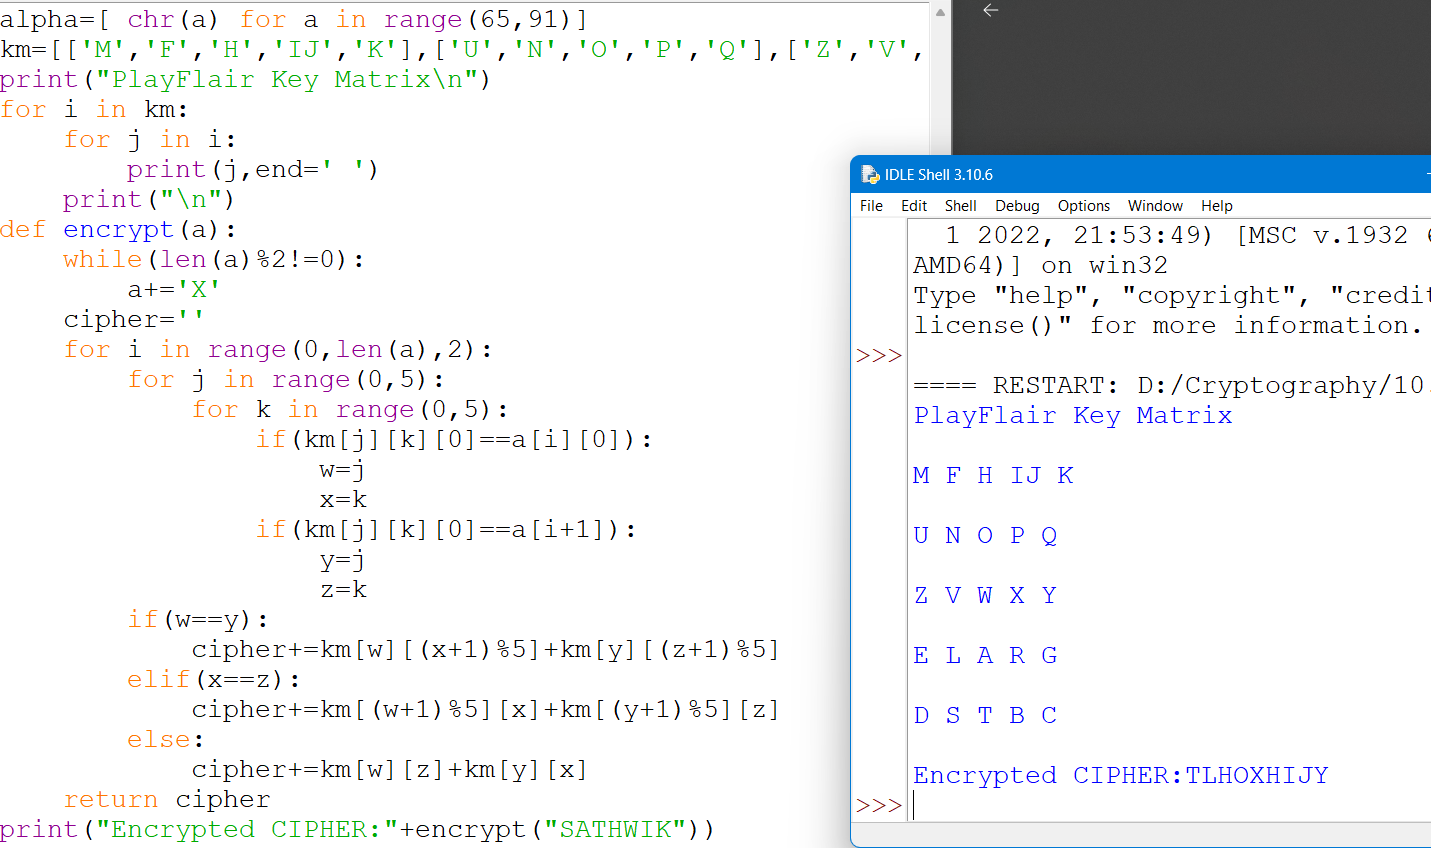 alpha=[ chr(a) for a in range(65,91)]
km=[['M','F','H','IJ','K'],['U','N','O','P','Q'],['Z','V',
print("PlayFlair Key Matrix\n")
for i in km:
    for j in i:
        print(j,end=' ')
    print("\n")
def encrypt(a):
    while(len(a)%2!=0):
        a+='X'
    cipher=''
    for i in range(0,len(a),2):
        for j in range(0,5):
            for k in range(0,5):
                if(km[j][k][0]==a[i][0]):
                    w=j
                    x=k
                if(km[j][k][0]==a[i+1]):
                    y=j
                    z=k
        if(w==y):
            cipher+=km[w][(x+1)%5]+km[y][(z+1)%5]
        elif(x==z):
            cipher+=km[(w+1)%5][x]+km[(y+1)%5][z]
        else:
            cipher+=km[w][z]+km[y][x]
    return cipher
print("Encrypted CIPHER:"+encrypt("SATHWIK"))
IDLE Shell 3.10.6
File Edit Shell Debug Options Window Help
1 2022, 21:53:49) [MSC v.1932 6
AMD64)] on win32
Type "help", "copyright", "credit
license()" for more information.
>>>
==== RESTART: D:/Cryptography/10.
PlayFlair Key Matrix
M F H IJ K
U N O P Q
Z V W X Y
E L A R G
D S T B C
Encrypted CIPHER:TLHOXHIJY
>>>